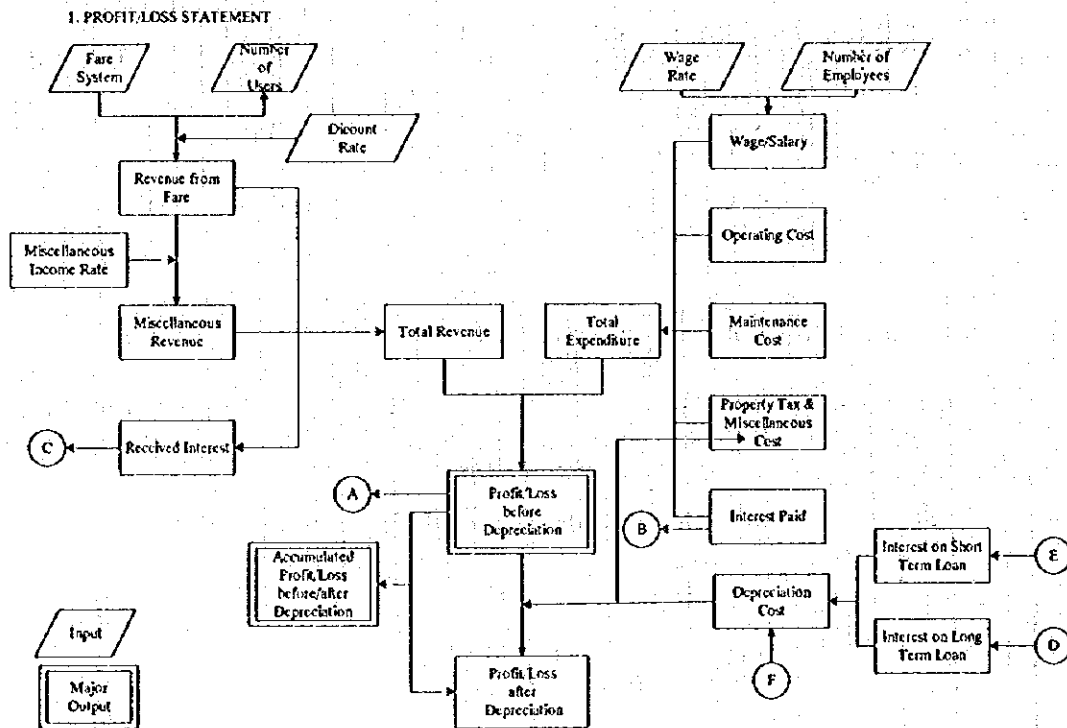 1. PROFIT/LOSS STATEMENT
Fare
System
Number
of
Users
Wage
Rate
Number of
Employees
Dicount
Rate
Wage/Salary
Revenue from
Fare
Operating Cost
Miscellaneous
Income Rate
Miscellaneous
Revenue
Total Revenue
Total
Expenditure
Maintenance
Cost
Property Tax &
Miscellaneous
Cost
C
Received Interest
A
Profit/Loss
before
Depreciation
B
Interest Paid
Accumulated
Profit/Loss
before/after
Depreciation
Depreciation
Cost
Interest on Short
Term Loan
E
Interest on Long
Term Loan
D
F
Input
Major
Output
Profit/Loss
after
Depreciation